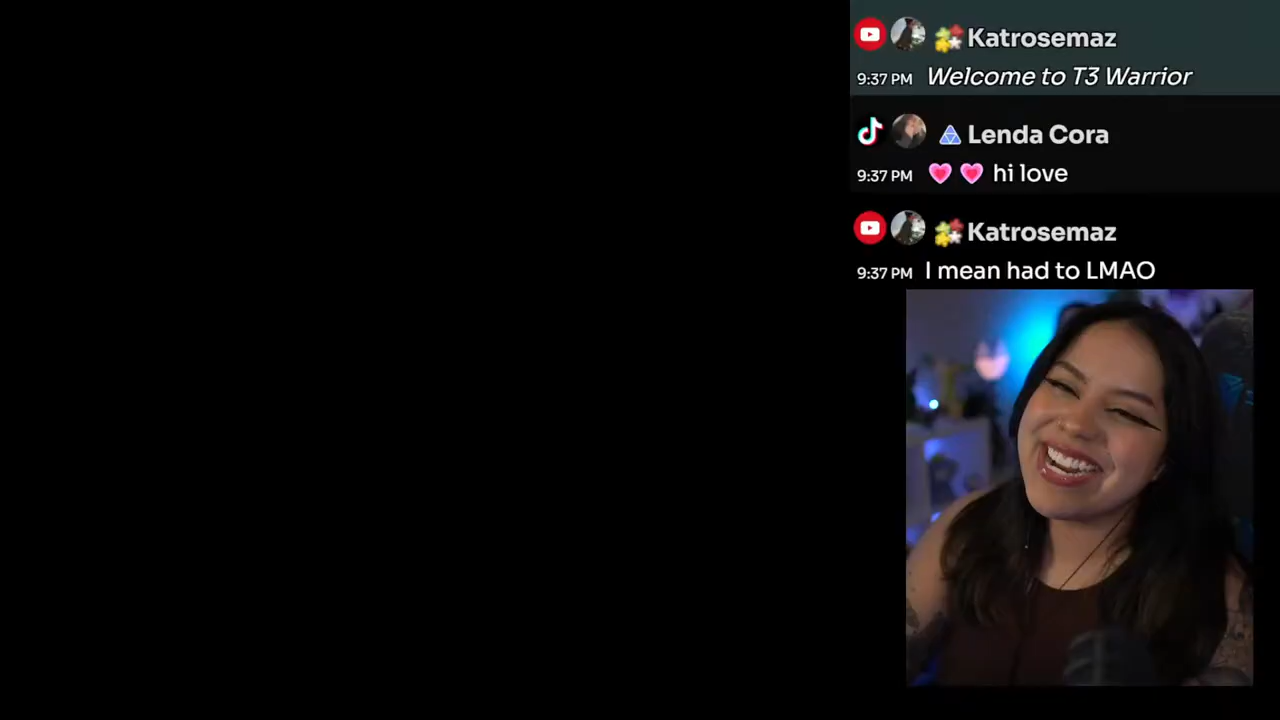 Katrosemaz
9:37 PM Welcome to T3 Warrior
Lenda Cora
9:37 PM 💗 💗 hi love
Katrosemaz
9:37 PM I mean had to LMAO